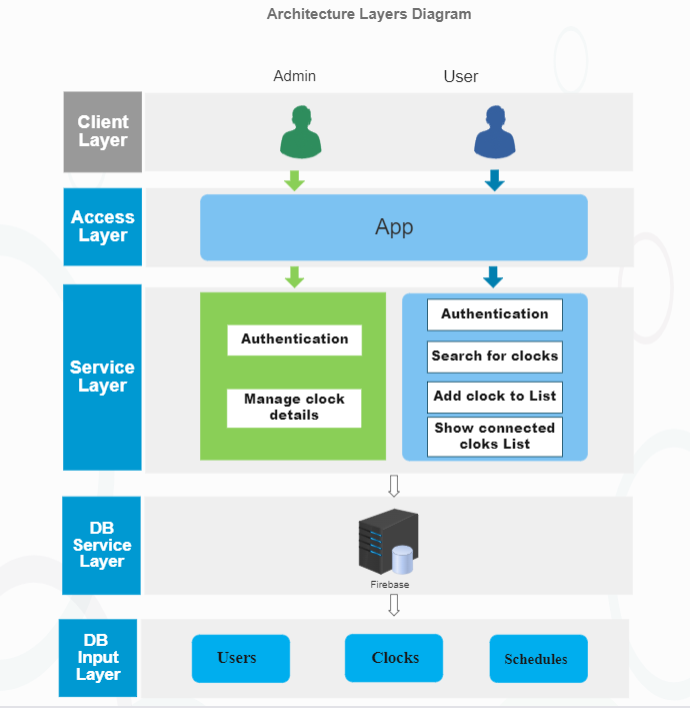 Architecture Layers Diagram
Admin
User
Client
Layer
Access
Layer
App
Service
Layer
Authentication
Manage clock
details
Authentication
Search for clocks
Add clock to List
Show connected
cloks List
DB
Service
Layer
Firebase
DB
Input
Layer
Users
Clocks
Schedules